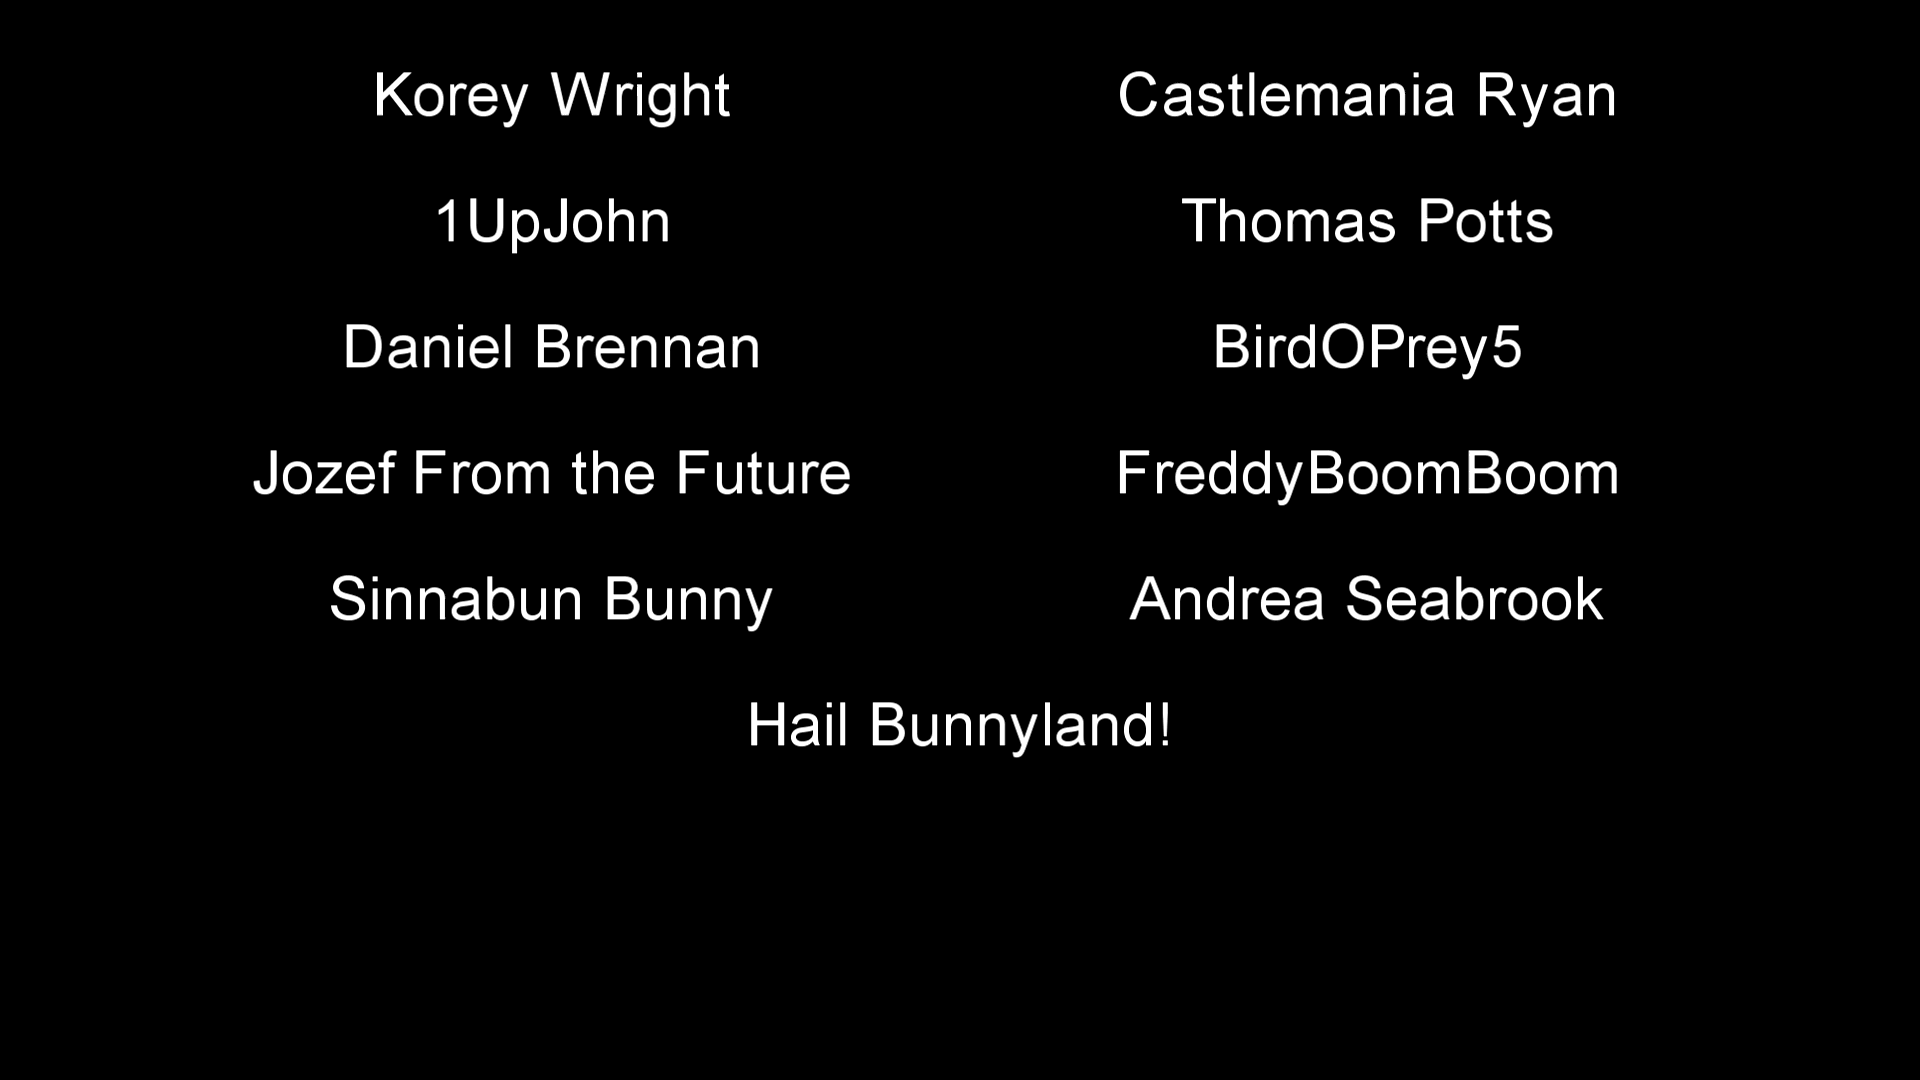 Korey Wright Castlemania Ryan
1UpJohn Thomas Potts
Daniel Brennan BirdOPrey5
Jozef From the Future FreddyBoomBoom
Sinnabun Bunny Andrea Seabrook
Hail Bunnyland!